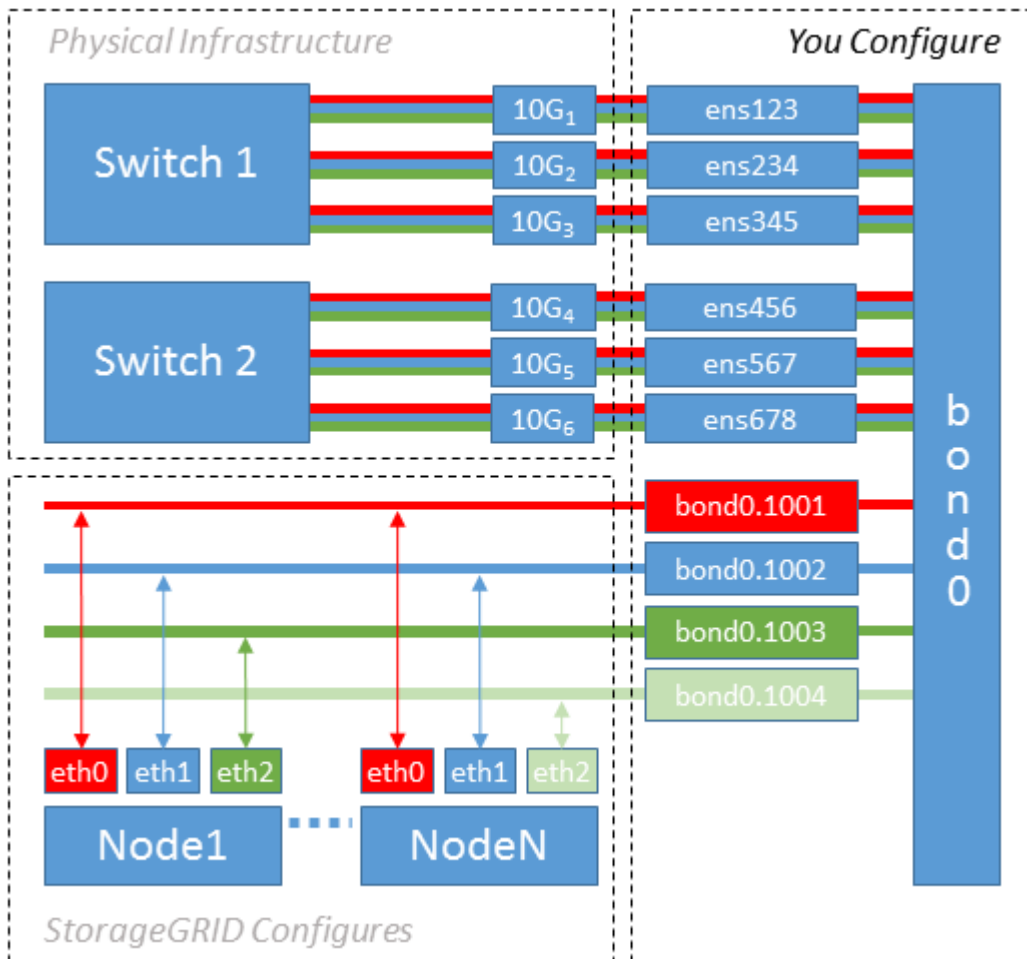 Physical Infrastructure
You Configure
Switch 1
10G₁
ens123
10G₂
ens234
10G₃
ens345
Switch 2
10G₄
ens456
10G₅
ens567
10G₆
ens678
bond0
bond0.1001
bond0.1002
bond0.1003
bond0.1004
eth0 eth1 eth2 eth0 eth1 eth2
Node1 NodeN
StorageGRID Configures